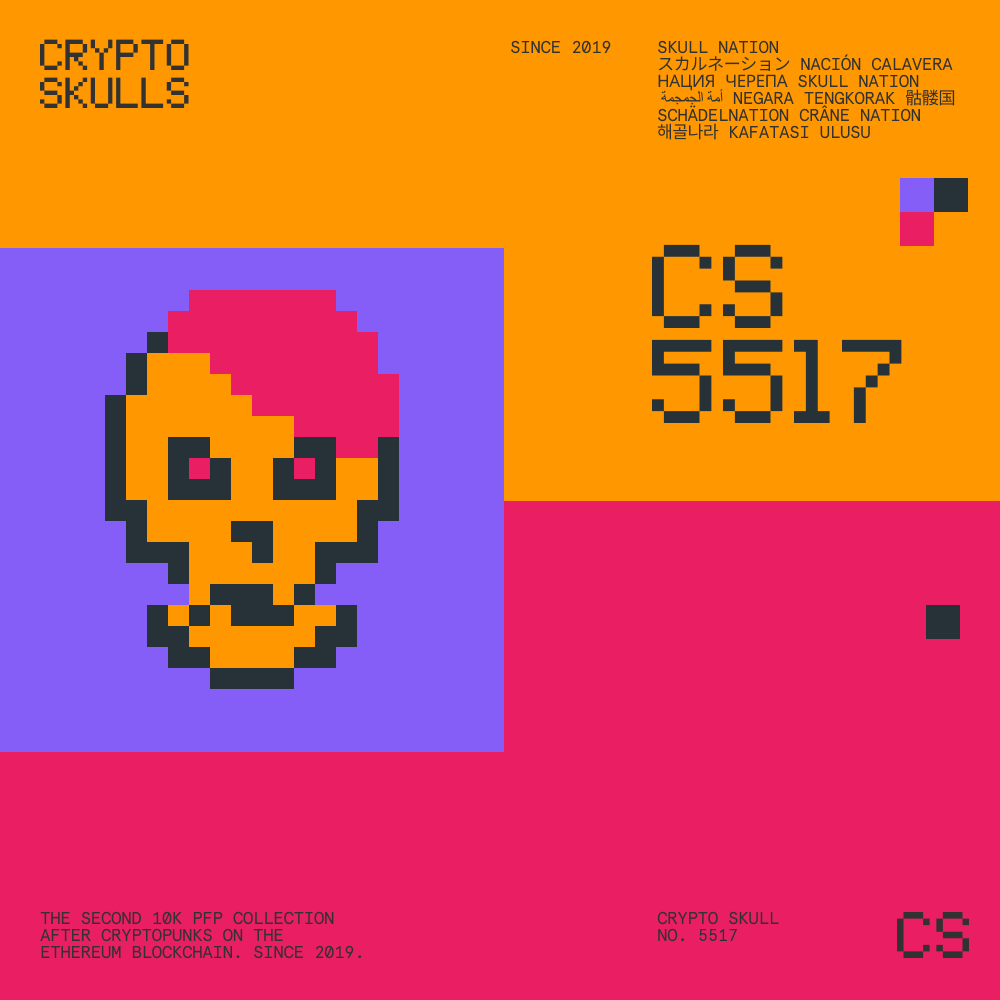 CRYPTO
SKULLS
SINCE 2019
SKULL NATION
スカルネーション NACIÓN CALAVERA
НАЦИЯ ЧЕРЕПА SKULL NATION
أمة الجمجمة NEGARA TENGKORAK 骷髅国
SCHÄDELNATION CRÂNE NATION
해골나라 KAFATASI ULUSU
CS
5517
THE SECOND 10K PFP COLLECTION
AFTER CRYPTOPUNKS ON THE
ETHEREUM BLOCKCHAIN. SINCE 2019.
CRYPTO SKULL
NO. 5517
CS